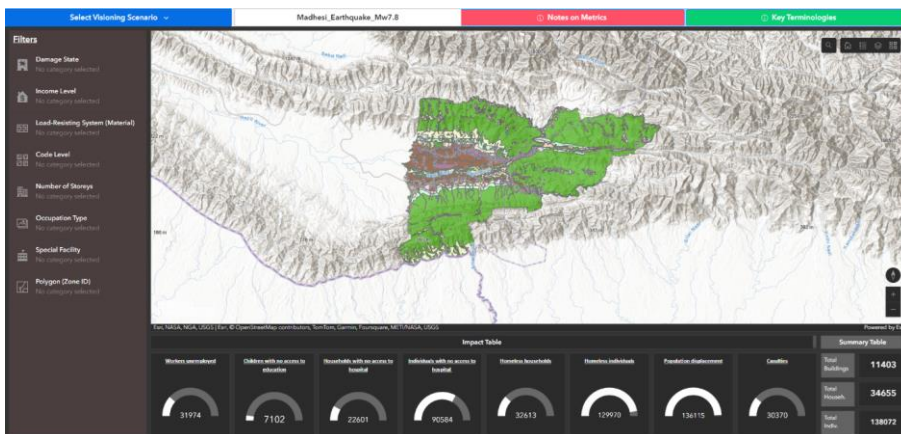 Select Visioning Scenario
Madhesi_Earthquake_Mw7.8
Notes on Metrics
Key Terminologies
Filters
Damage State
No category selected
Income Level
No category selected
Load-Resisting System (Material)
No category selected
Code Level
No category selected
Number of Storeys
No category selected
Occupation Type
No category selected
Special Facility
No category selected
Polygon (Zone ID)
No category selected
Esri, NASA, NGA, USGS | Esri, © OpenStreetMap contributors, TomTom, Garmin, Foursquare, METI/NASA, USGS
Powered by Esri
Impact Table
Summary Table
Workers unemployed
Children with no access to
education
Households with no access to
hospital
Individuals with no access to
hospital
Homeless households
Homeless individuals
Population displacement
Casulties
31974
7102
22601
90584
32613
129970
136115
30370
Total
Buildings
11403
Total
Househ.
34655
Total
Indiv.
138072